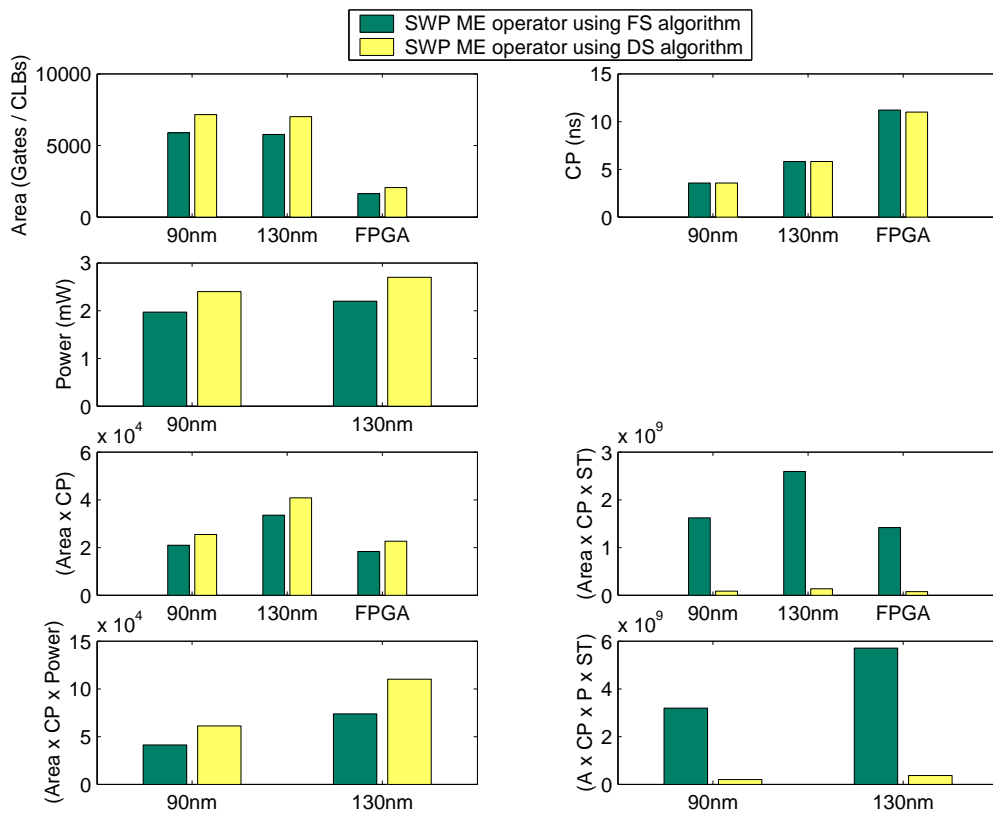 SWP ME operator using FS algorithm
SWP ME operator using DS algorithm
Area (Gates / CLBs)
10000
5000
0
90nm
130nm
FPGA
CP (ns)
15
10
5
0
90nm
130nm
FPGA
Power (mW)
3
2
1
0
90nm
130nm
x 10^4
(Area x CP)
6
4
2
0
90nm
130nm
FPGA
x 10^9
(Area x CP x ST)
3
2
1
0
90nm
130nm
FPGA
x 10^4
(Area x CP x Power)
15
10
5
0
90nm
130nm
x 10^9
(A x CP x P x ST)
6
4
2
0
90nm
130nm